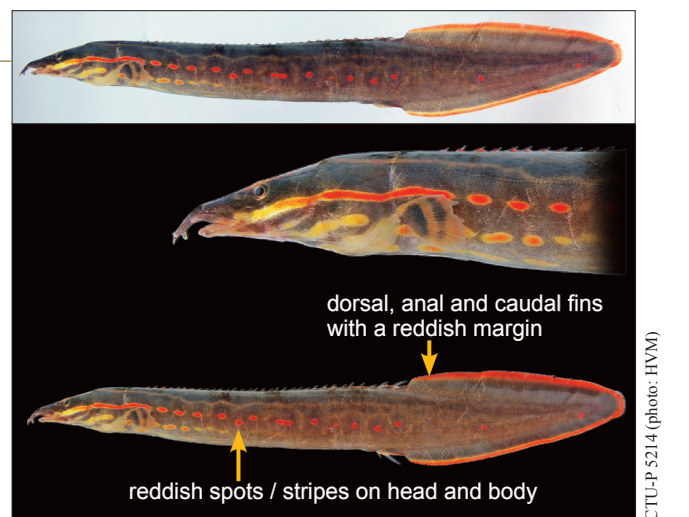 dorsal, anal and caudal fins
with a reddish margin
reddish spots / stripes on head and body
CTU-P 5214 (photo: HVM)